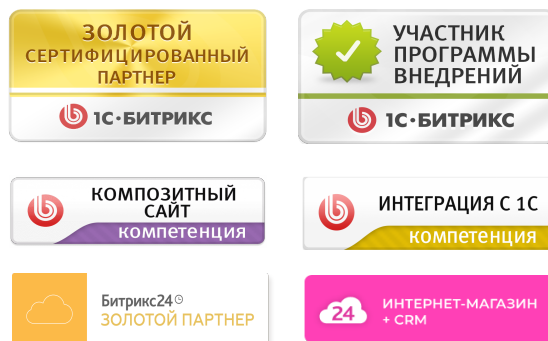 ЗОЛОТОЙ
СЕРТИФИЦИРОВАННЫЙ
ПАРТНЕР
1С·БИТРИКС
УЧАСТНИК
ПРОГРАММЫ
ВНЕДРЕНИЙ
1С·БИТРИКС
КОМПОЗИТНЫЙ
САЙТ
компетенция
ИНТЕГРАЦИЯ С 1С
компетенция
Битрикс24
ЗОЛОТОЙ ПАРТНЕР
24
ИНТЕРНЕТ-МАГАЗИН
+ CRM